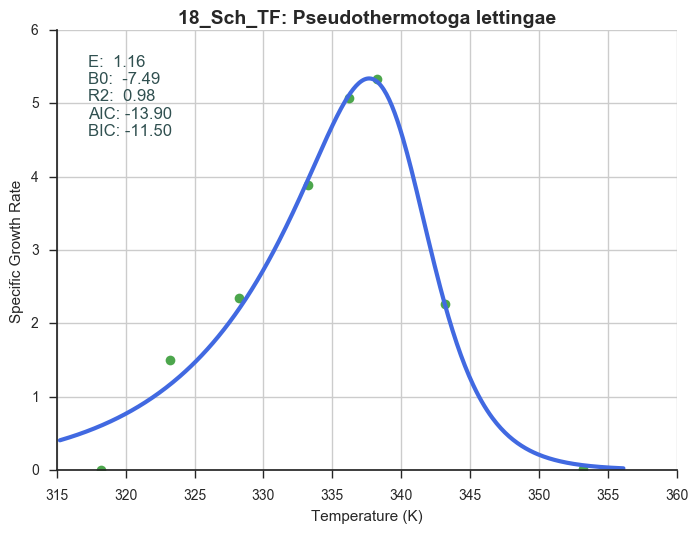 18_Sch_TF: Pseudothermotoga lettingae
E: 1.16
B0: -7.49
R2: 0.98
AIC: -13.90
BIC: -11.50
Specific Growth Rate
6
5
4
3
2
1
0
315 320 325 330 335 340 345 350 355 360
Temperature (K)